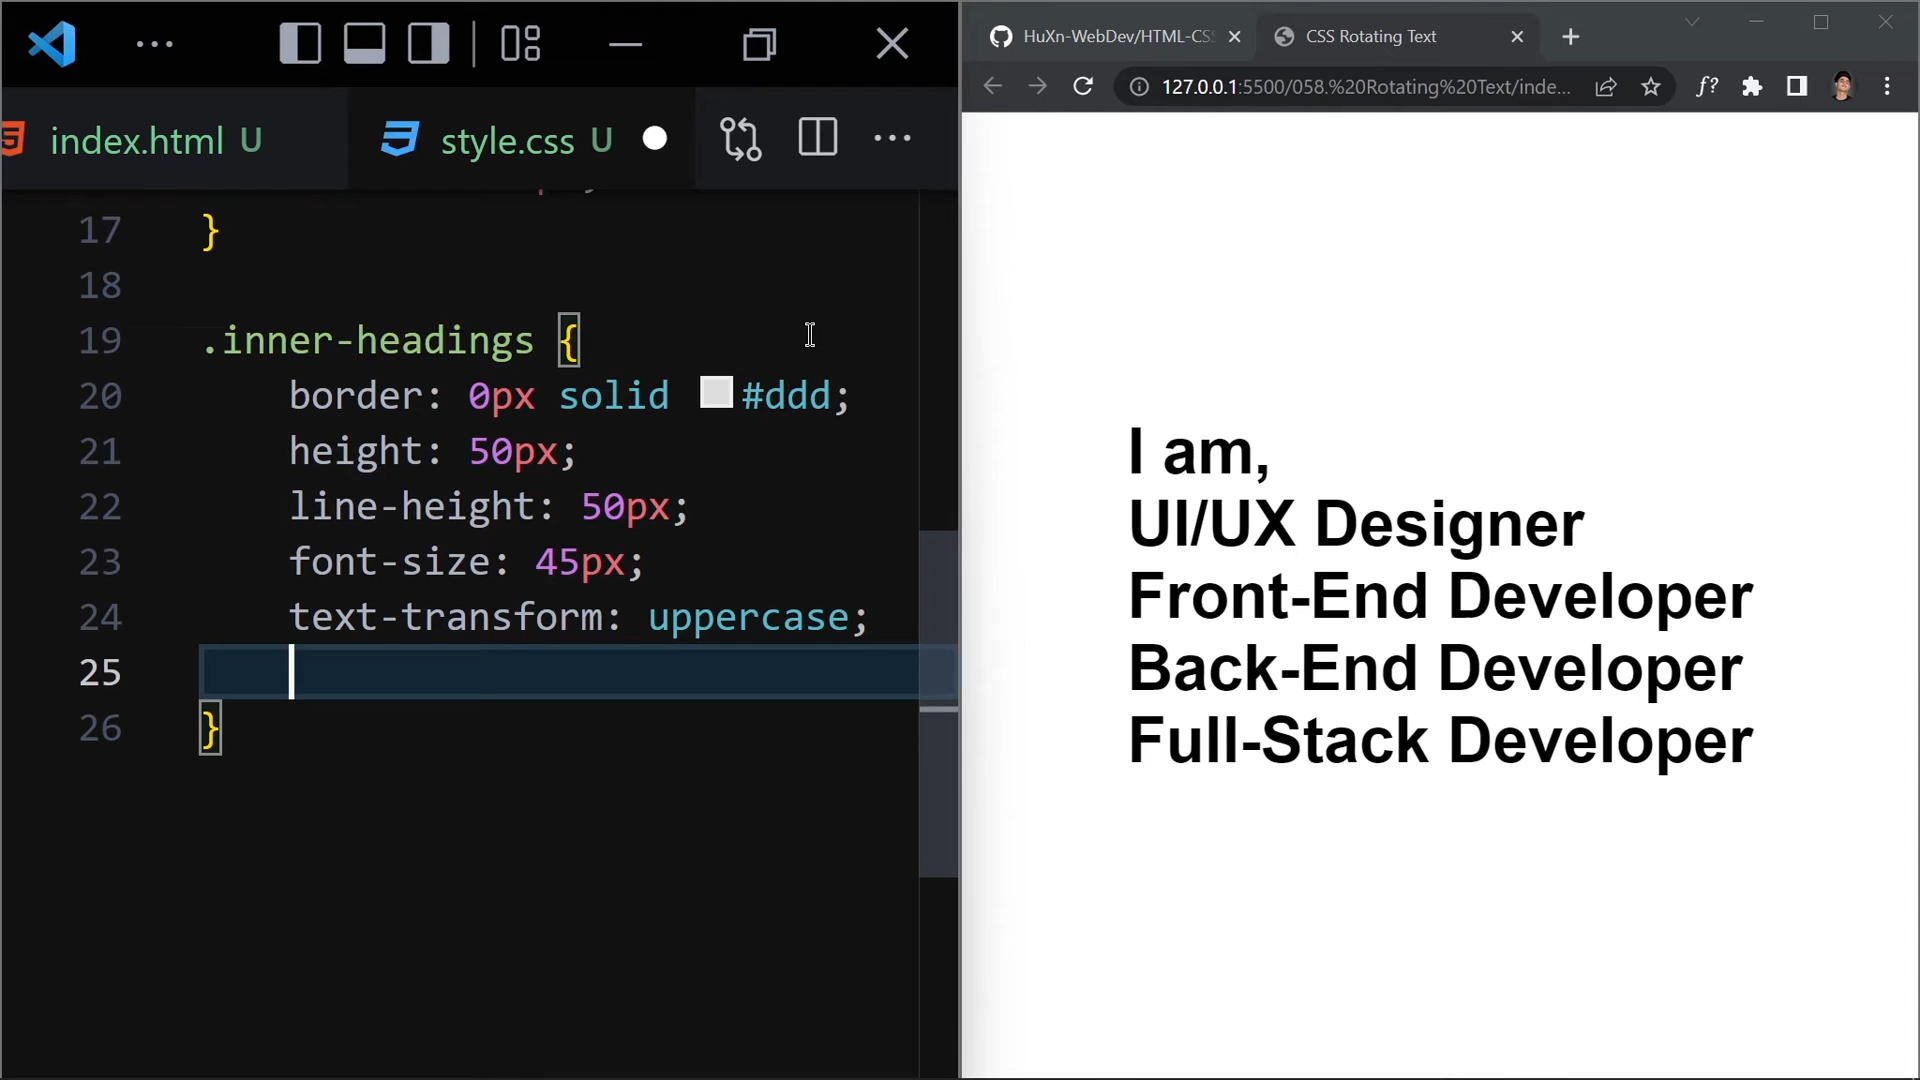 index.html U
style.css U
17 }
18
19 .inner-headings {
20 border: 0px solid #ddd;
21 height: 50px;
22 line-height: 50px;
23 font-size: 45px;
24 text-transform: uppercase;
25
26 }
HuXn-WebDev/HTML-CS
CSS Rotating Text
127.0.0.1:5500/058.%20Rotating%20Text/inde...
f?
I am,
UI/UX Designer
Front-End Developer
Back-End Developer
Full-Stack Developer